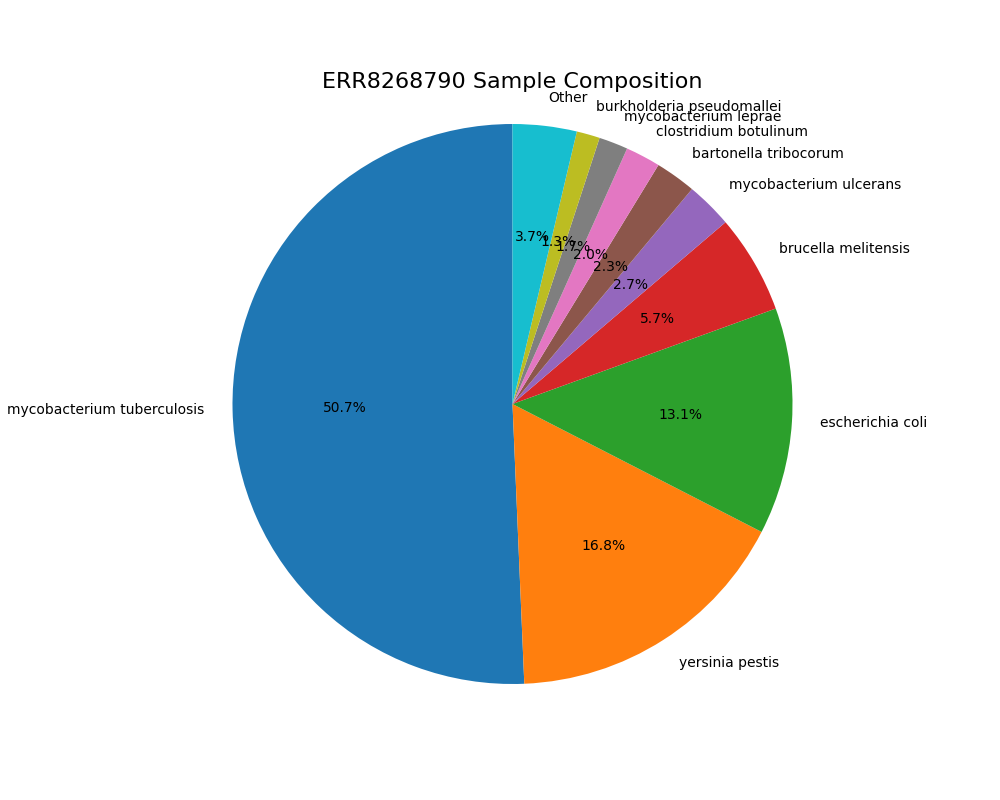 ERR8268790 Sample Composition
Other
burkholderia pseudomallei
mycobacterium leprae
clostridium botulinum
bartonella tribocorum
mycobacterium ulcerans
brucella melitensis
escherichia coli
yersinia pestis
mycobacterium tuberculosis
3.7%
1.3%
1.7%
2.0%
2.3%
2.7%
5.7%
13.1%
16.8%
50.7%